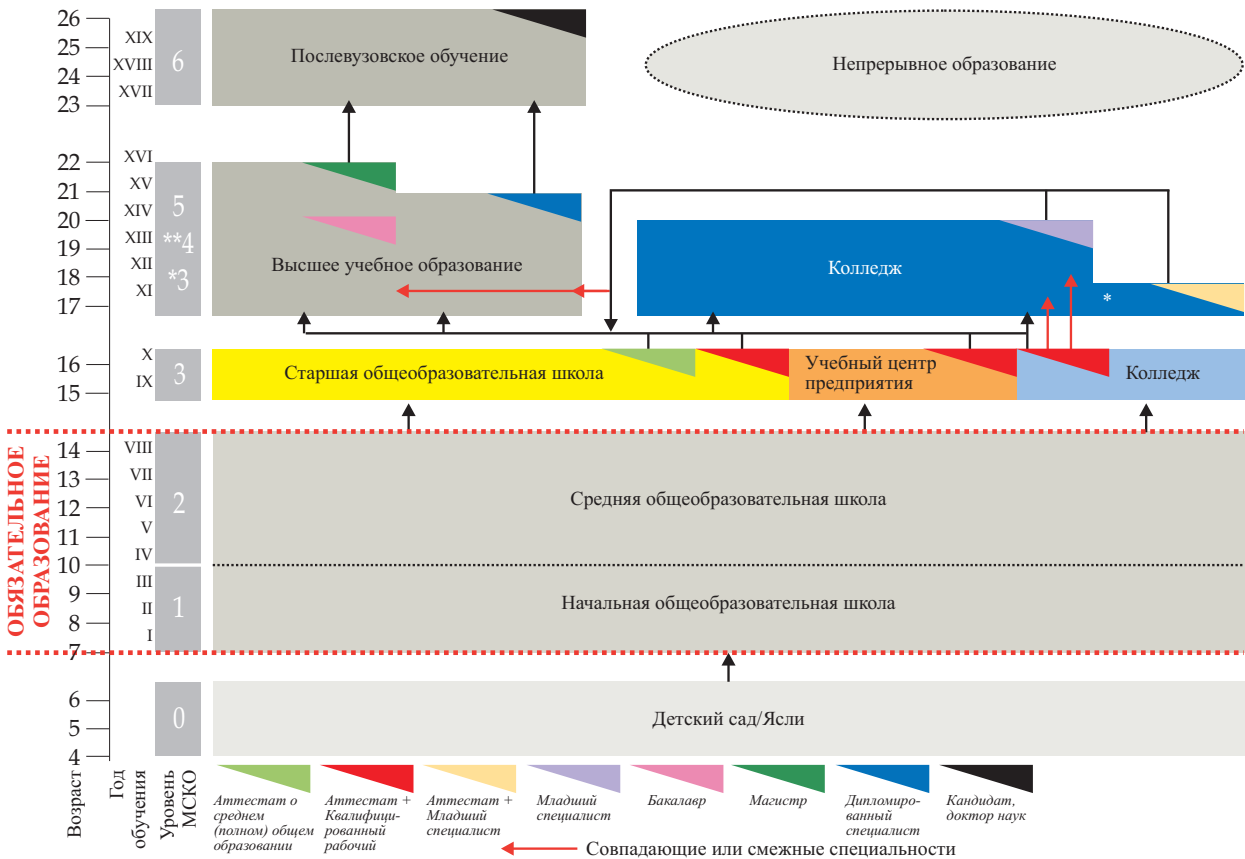 26
25
24
23
22
21
20
19
18
17
16
15
14
13
12
11
10
9
8
7
6
5
4
XIX
XVIII
XVII
XVI
XV
XIV
XIII
XII
XI
X
IX
VIII
VII
VI
V
IV
III
II
I
6
5
**4
*3
3
2
1
0
Послевузовское обучение
Непрерывное образование
Высшее учебное образование
Колледж
*
Старшая общеобразовательная школа
Учебный центр
предприятия
Колледж
ОБЯЗАТЕЛЬНОЕ
ОБРАЗОВАНИЕ
Средняя общеобразовательная школа
Начальная общеобразовательная школа
Детский сад/Ясли
Возраст
Год
обучения
Уровень
МСКО
Аттестат о
среднем
(полном) общем
образовании
Аттестат +
Квалифици-
рованный
рабочий
Аттестат +
Младший
специалист
Младший
специалист
Бакалавр
Магистр
Дипломиро-
ванный
специалист
Кандидат,
доктор наук
Совпадающие или смежные специальности